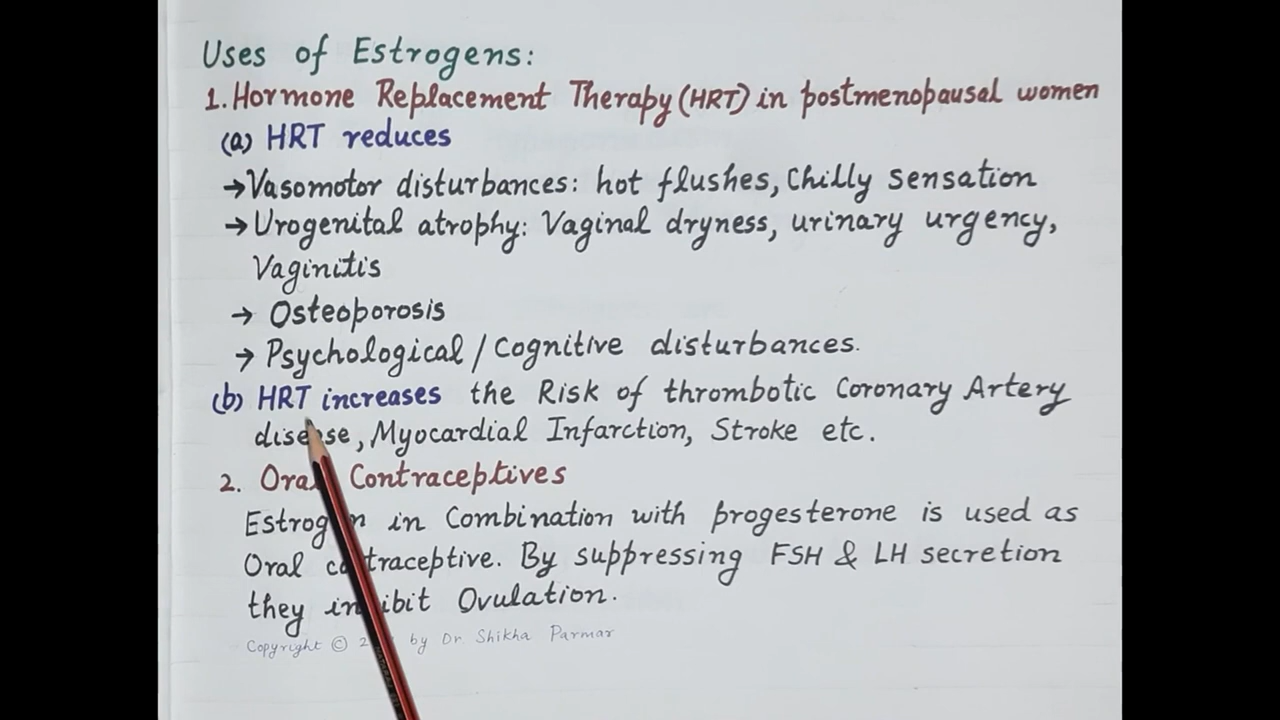 Uses of Estrogens:
1. Hormone Replacement Therapy (HRT) in postmenopausal women
(a) HRT reduces
→ Vasomotor disturbances: hot flushes, Chilly Sensation
→ Urogenital atrophy: Vaginal dryness, urinary urgency,
Vaginitis
→ Osteoporosis
→ Psychological / Cognitive disturbances.
(b) HRT increases the Risk of thrombotic Coronary Artery
disease, Myocardial Infarction, Stroke etc.
2. Oral Contraceptives
Estrogen in Combination with progesterone is used as
Oral contraceptive. By suppressing FSH & LH secretion
they inhibit Ovulation.
Copyright © by Dr Shikha Parmar